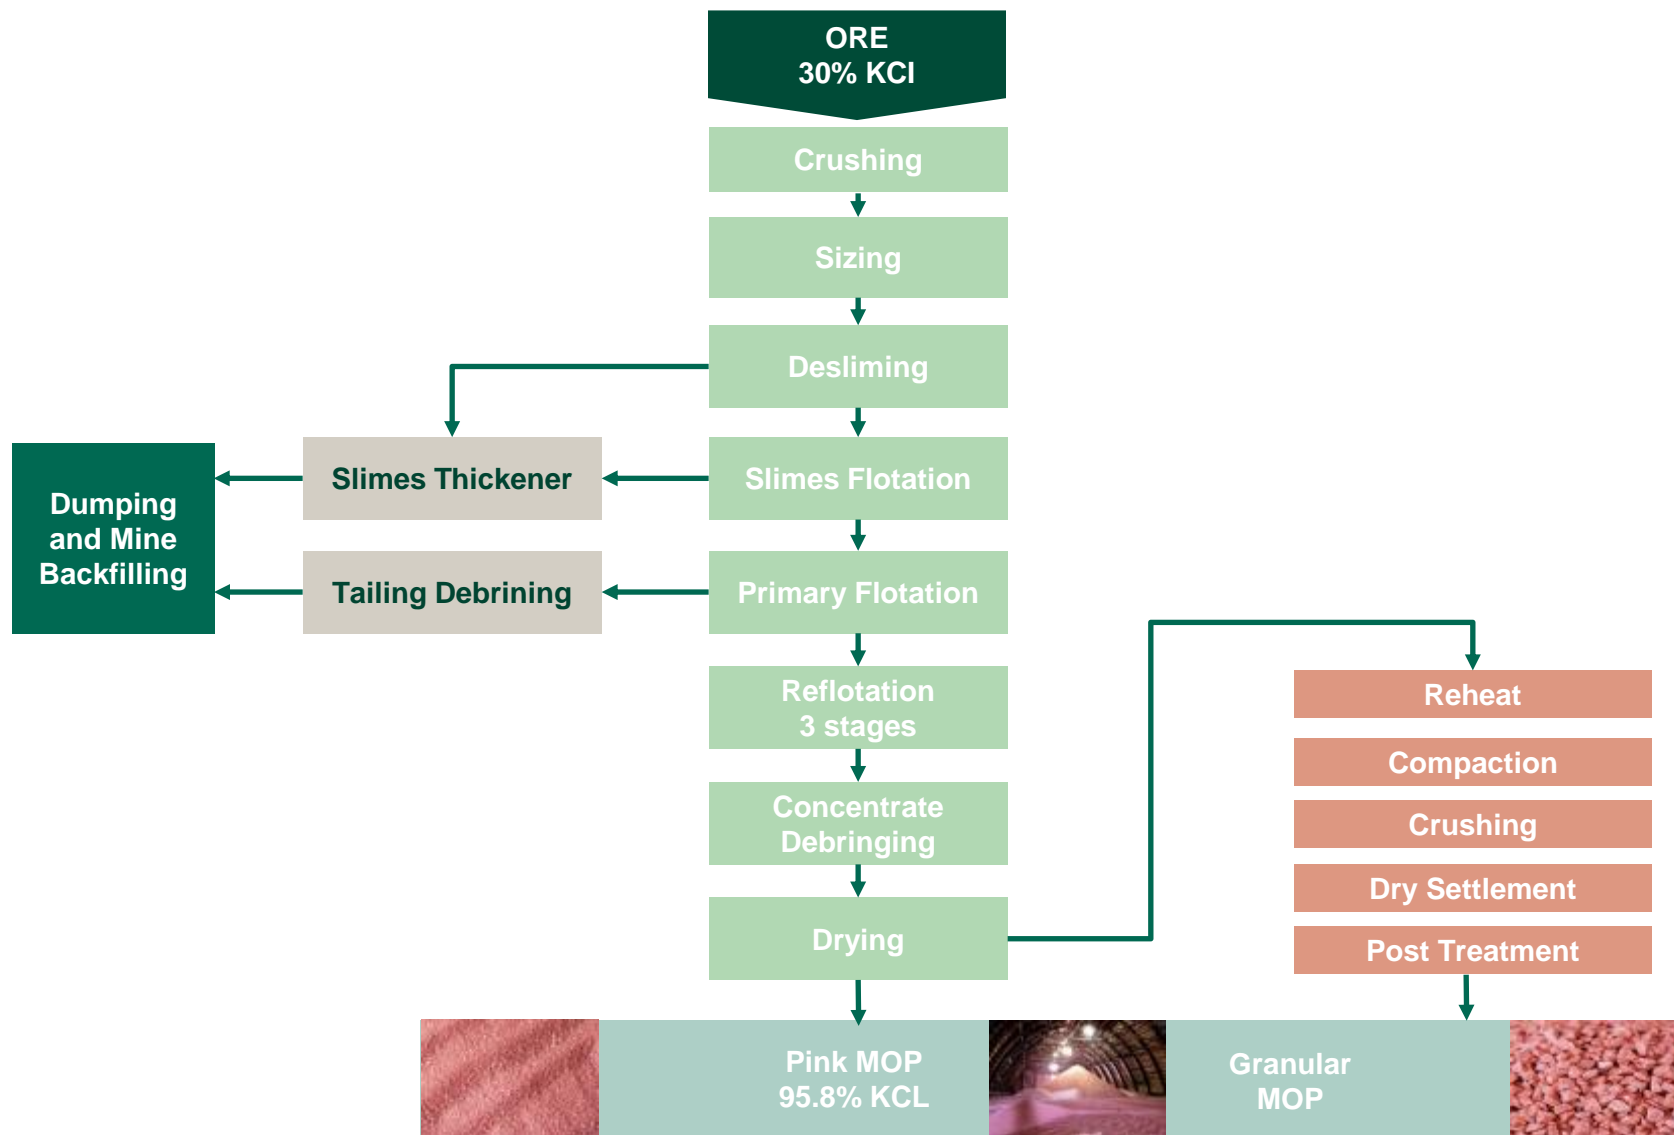 ORE
30% KCl
Crushing
Sizing
Desliming
Slimes Thickener
Slimes Flotation
Dumping
and Mine
Backfilling
Tailing Debrining
Primary Flotation
Reflotation
3 stages
Concentrate
Debringing
Drying
Reheat
Compaction
Crushing
Dry Settlement
Post Treatment
Pink MOP
95.8% KCL
Granular
MOP